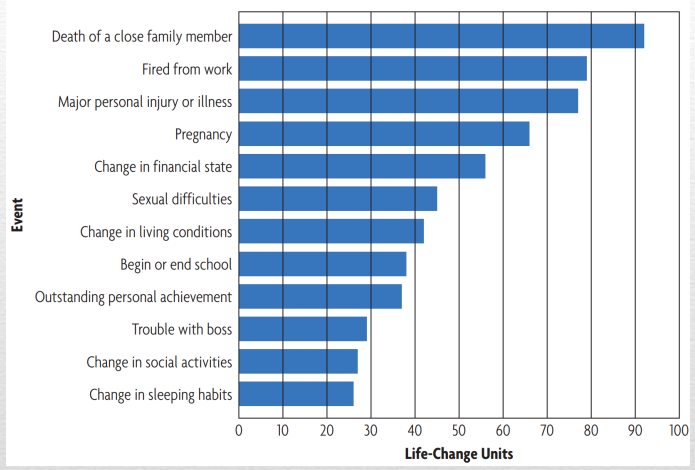 Death of a close family member
Fired from work
Major personal injury or illness
Pregnancy
Change in financial state
Sexual difficulties
Change in living conditions
Begin or end school
Outstanding personal achievement
Trouble with boss
Change in social activities
Change in sleeping habits
Event
0 10 20 30 40 50 60 70 80 90 100
Life-Change Units